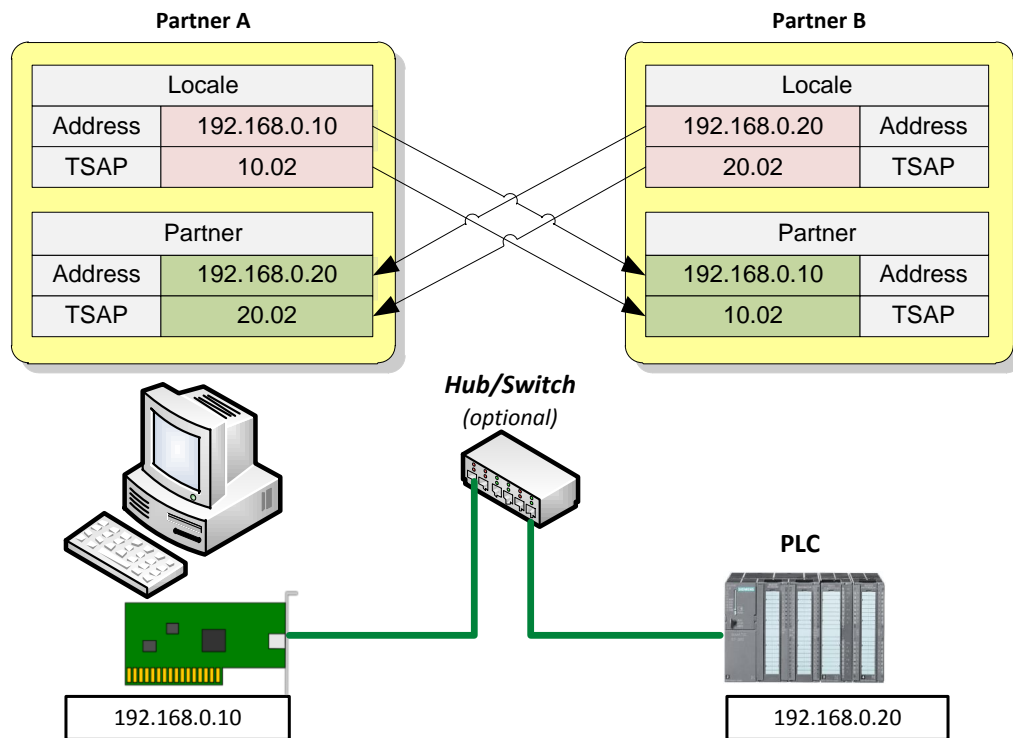 Partner A
Partner B
Locale
Address 192.168.0.10
TSAP 10.02
Partner
Address 192.168.0.20
TSAP 20.02
Locale
192.168.0.20 Address
20.02 TSAP
Partner
192.168.0.10 Address
10.02 TSAP
Hub/Switch
(optional)
PLC
SIEMENS
192.168.0.10
192.168.0.20